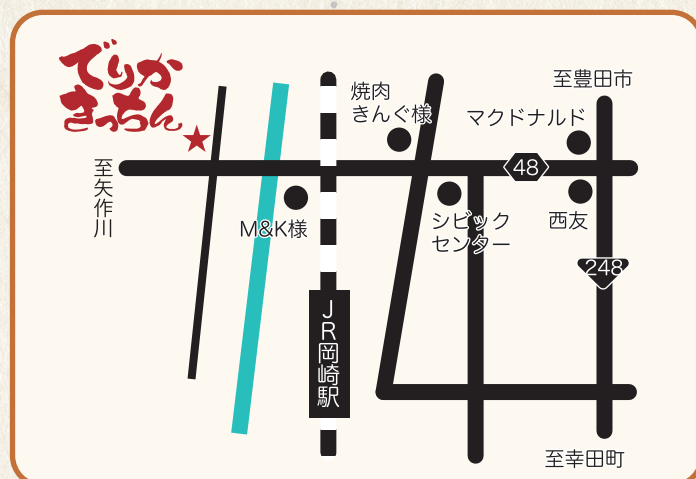 でりか
きっちん
至豊田市
焼肉
きんぐ様
マクドナルド
48
至矢作川
M&K様
シビック
センター
西友
248
JR岡崎駅
至幸田町